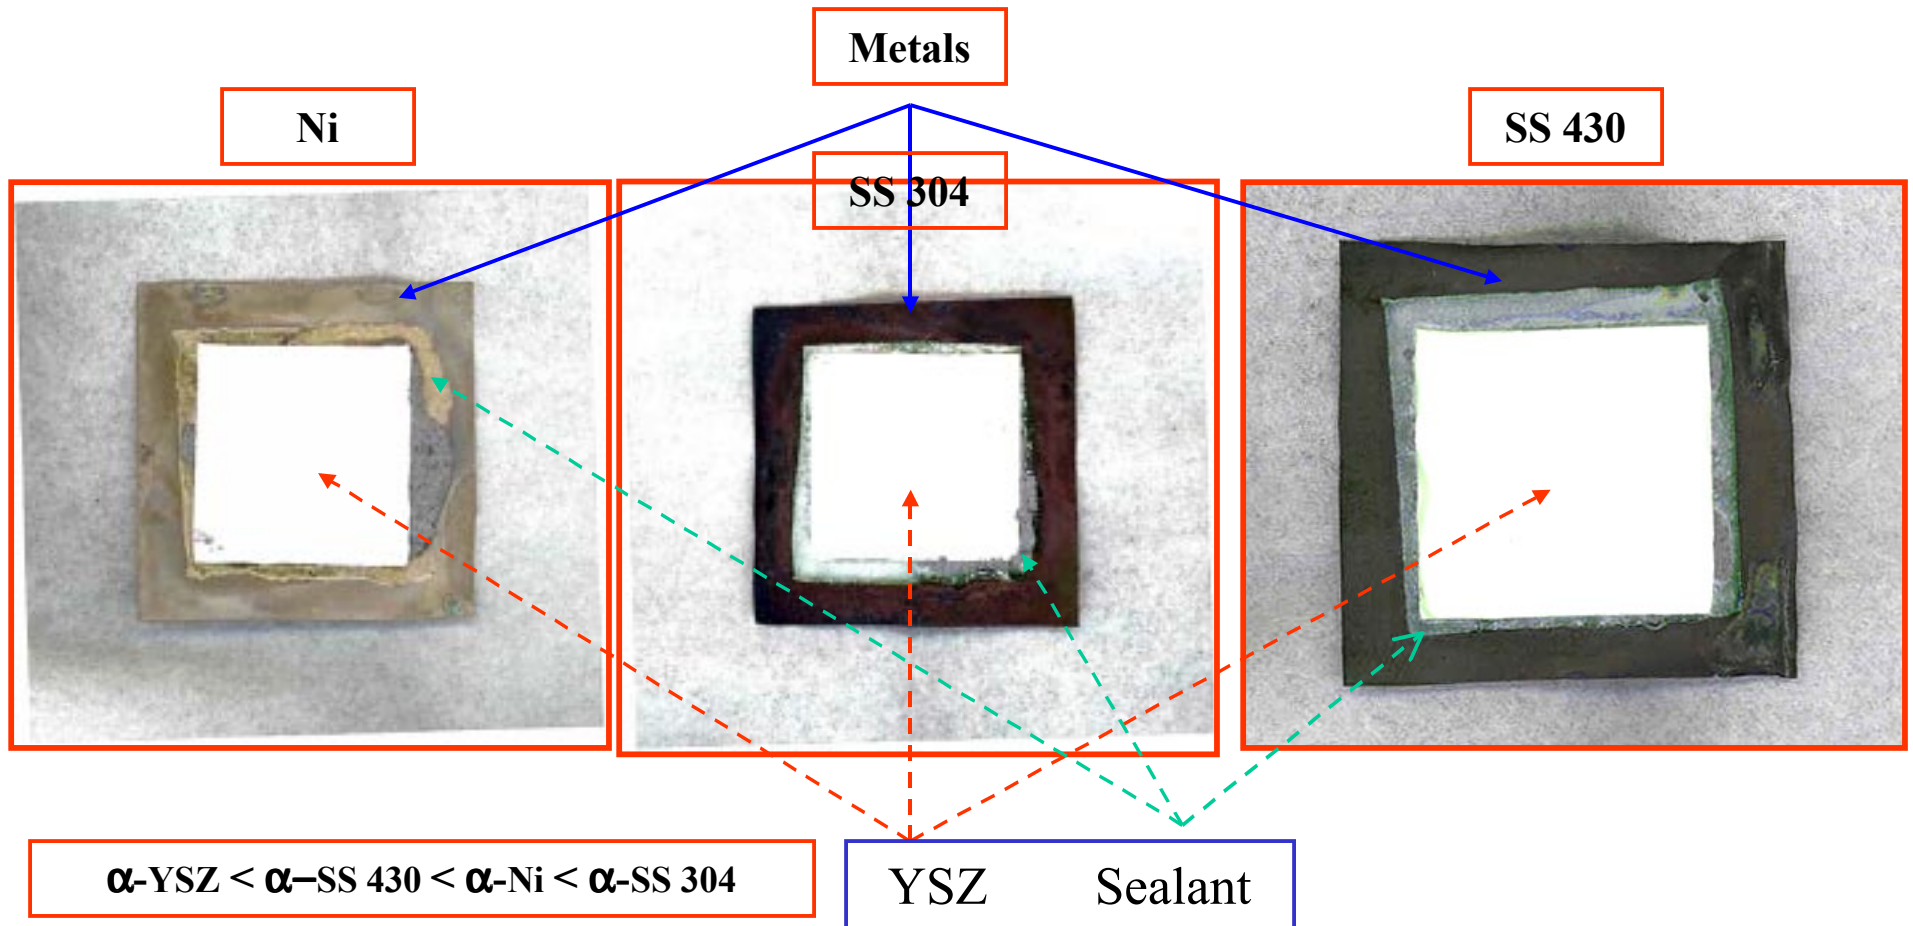 Metals
Ni
SS 304
SS 430
α-YSZ < α–SS 430 < α-Ni < α-SS 304
YSZ Sealant